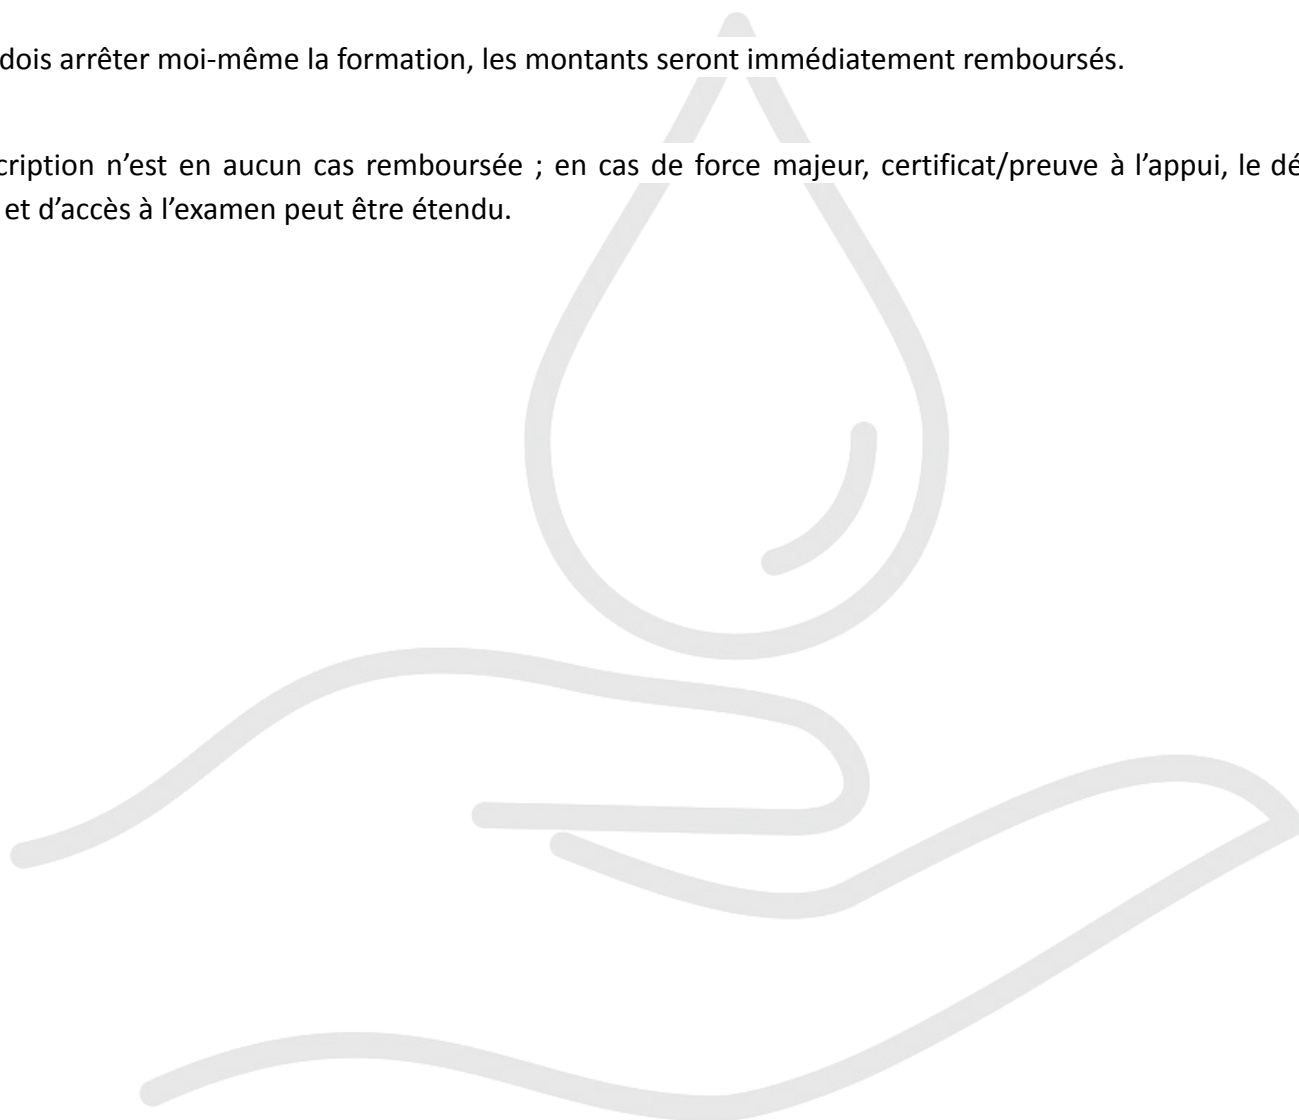 dois arrêter moi-même la formation, les montants seront immédiatement remboursés.
cription n’est en aucun cas remboursée ; en cas de force majeur, certificat/preuve à l’appui, le dé
et d’accès à l’examen peut être étendu.